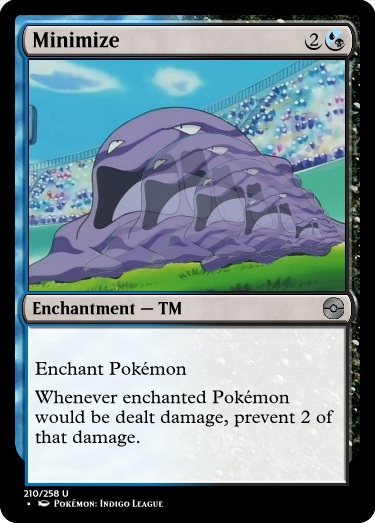 Minimize 2
Enchantment — TM
Enchant Pokémon
Whenever enchanted Pokémon
would be dealt damage, prevent 2 of
that damage.
210/258 U
• Pokémon: Indigo League